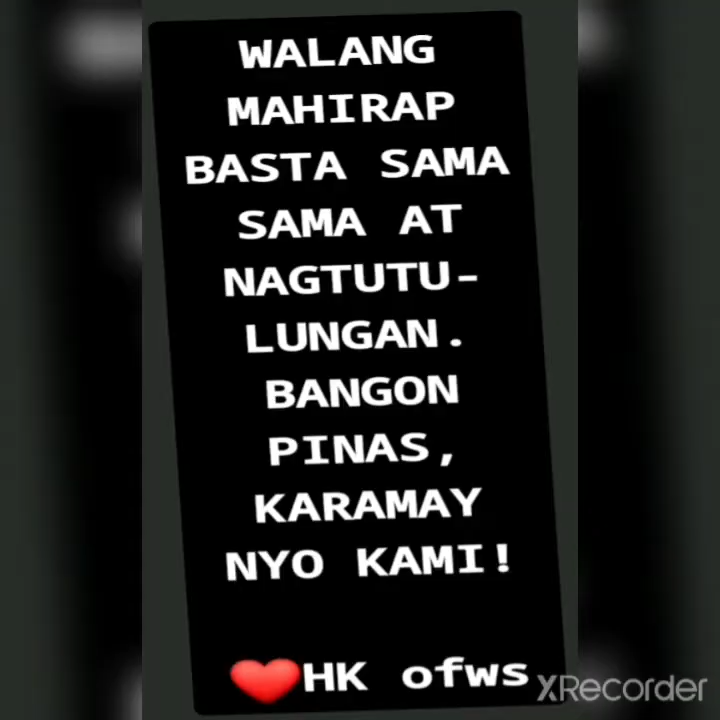 WALANG
MAHIRAP
BASTA SAMA
SAMA AT
NAGTUTU-
LUNGAN.
BANGON
PINAS,
KARAMAY
NYO KAMI!
❤️HK ofws
XRecorder